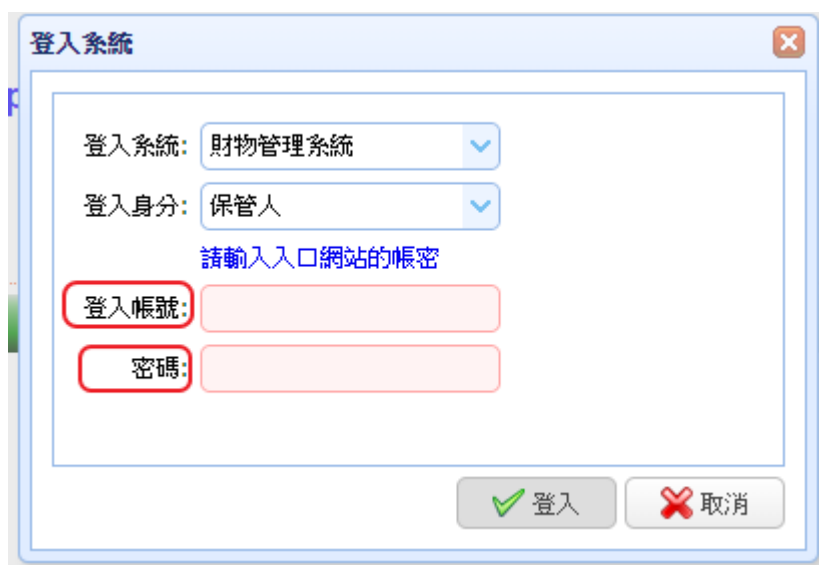 登入系統
登入系統: 財物管理系統
登入身分: 保管人
請輸入入口網站的帳密
登入帳號:
密碼:
登入 取消